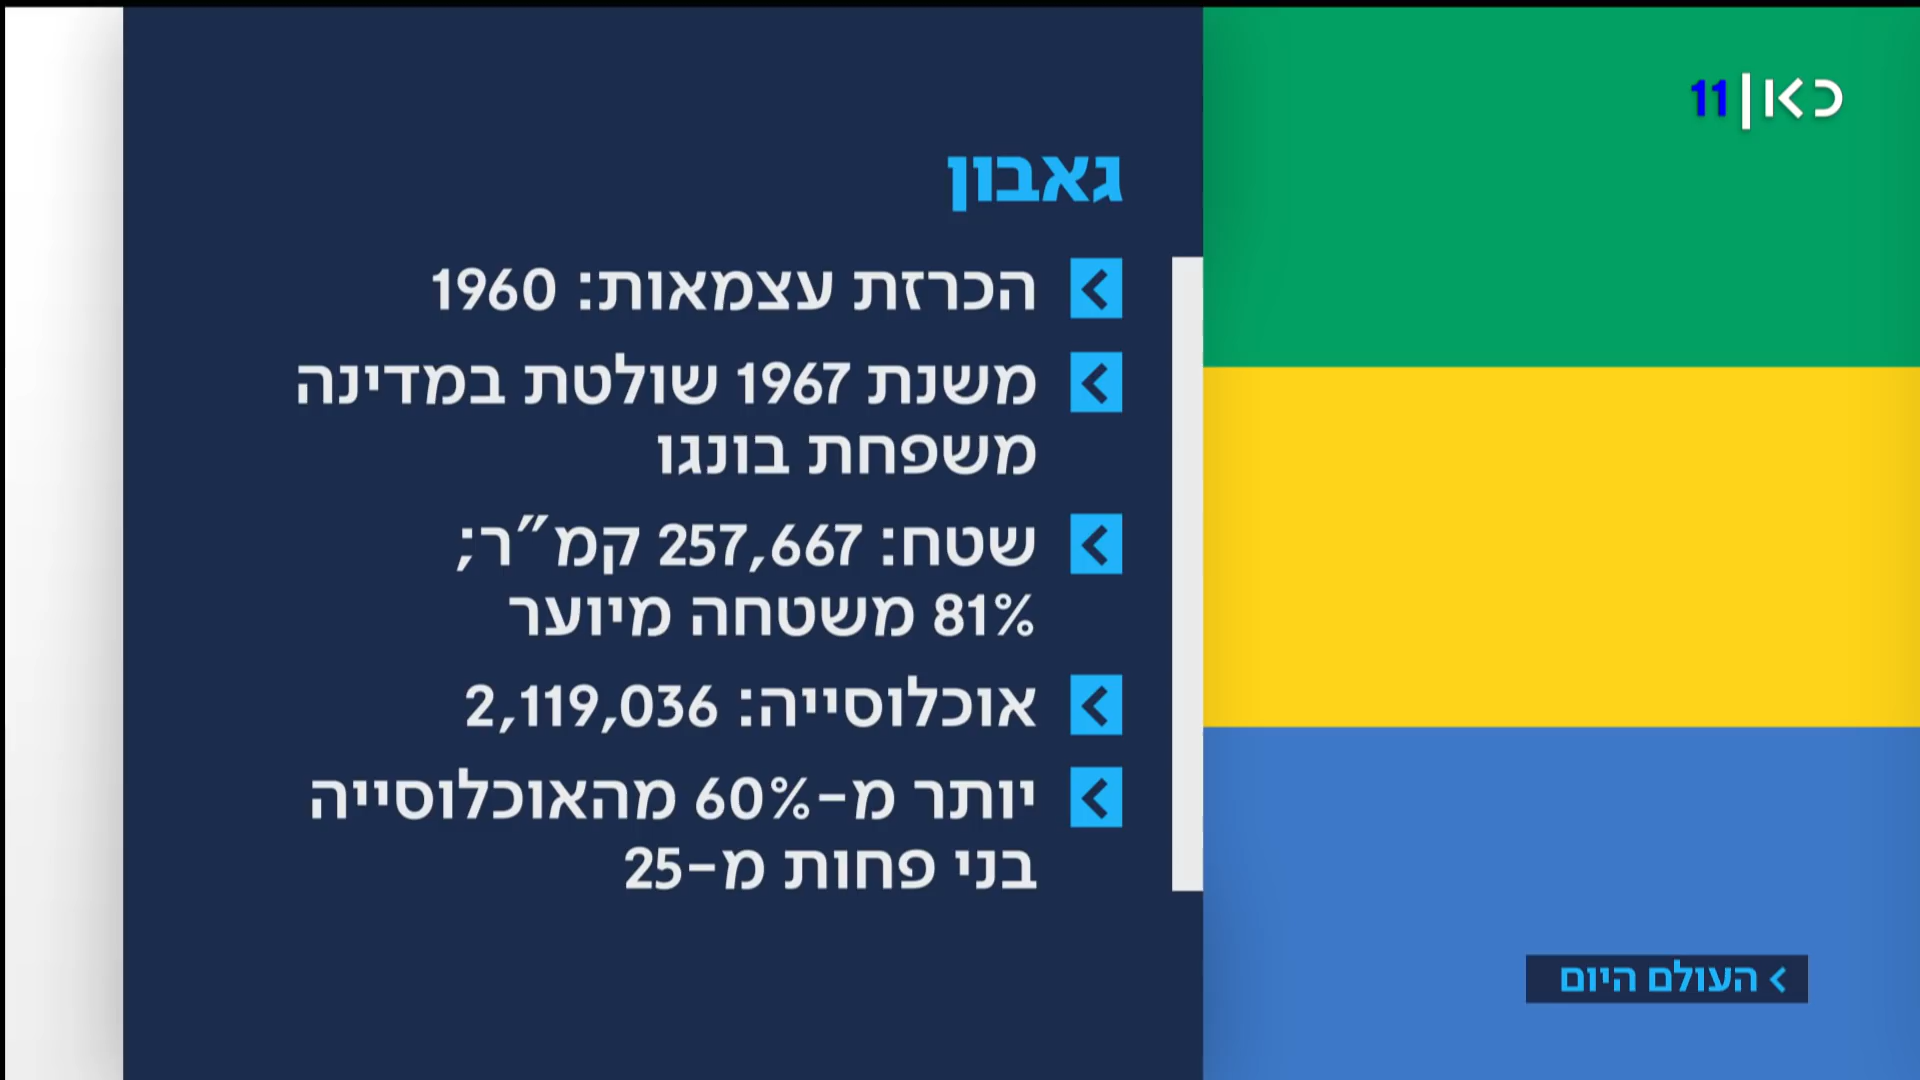 כאן|11
גאבון
הכרזת עצמאות: 1960
משנת 1967 שולטת במדינה
משפחת בונגו
שטח: 257,667 קמ״ר;
81% משטחה מיוער
אוכלוסייה: 2,119,036
יותר מ-60% מהאוכלוסייה
בני פחות מ-25
העולם היום